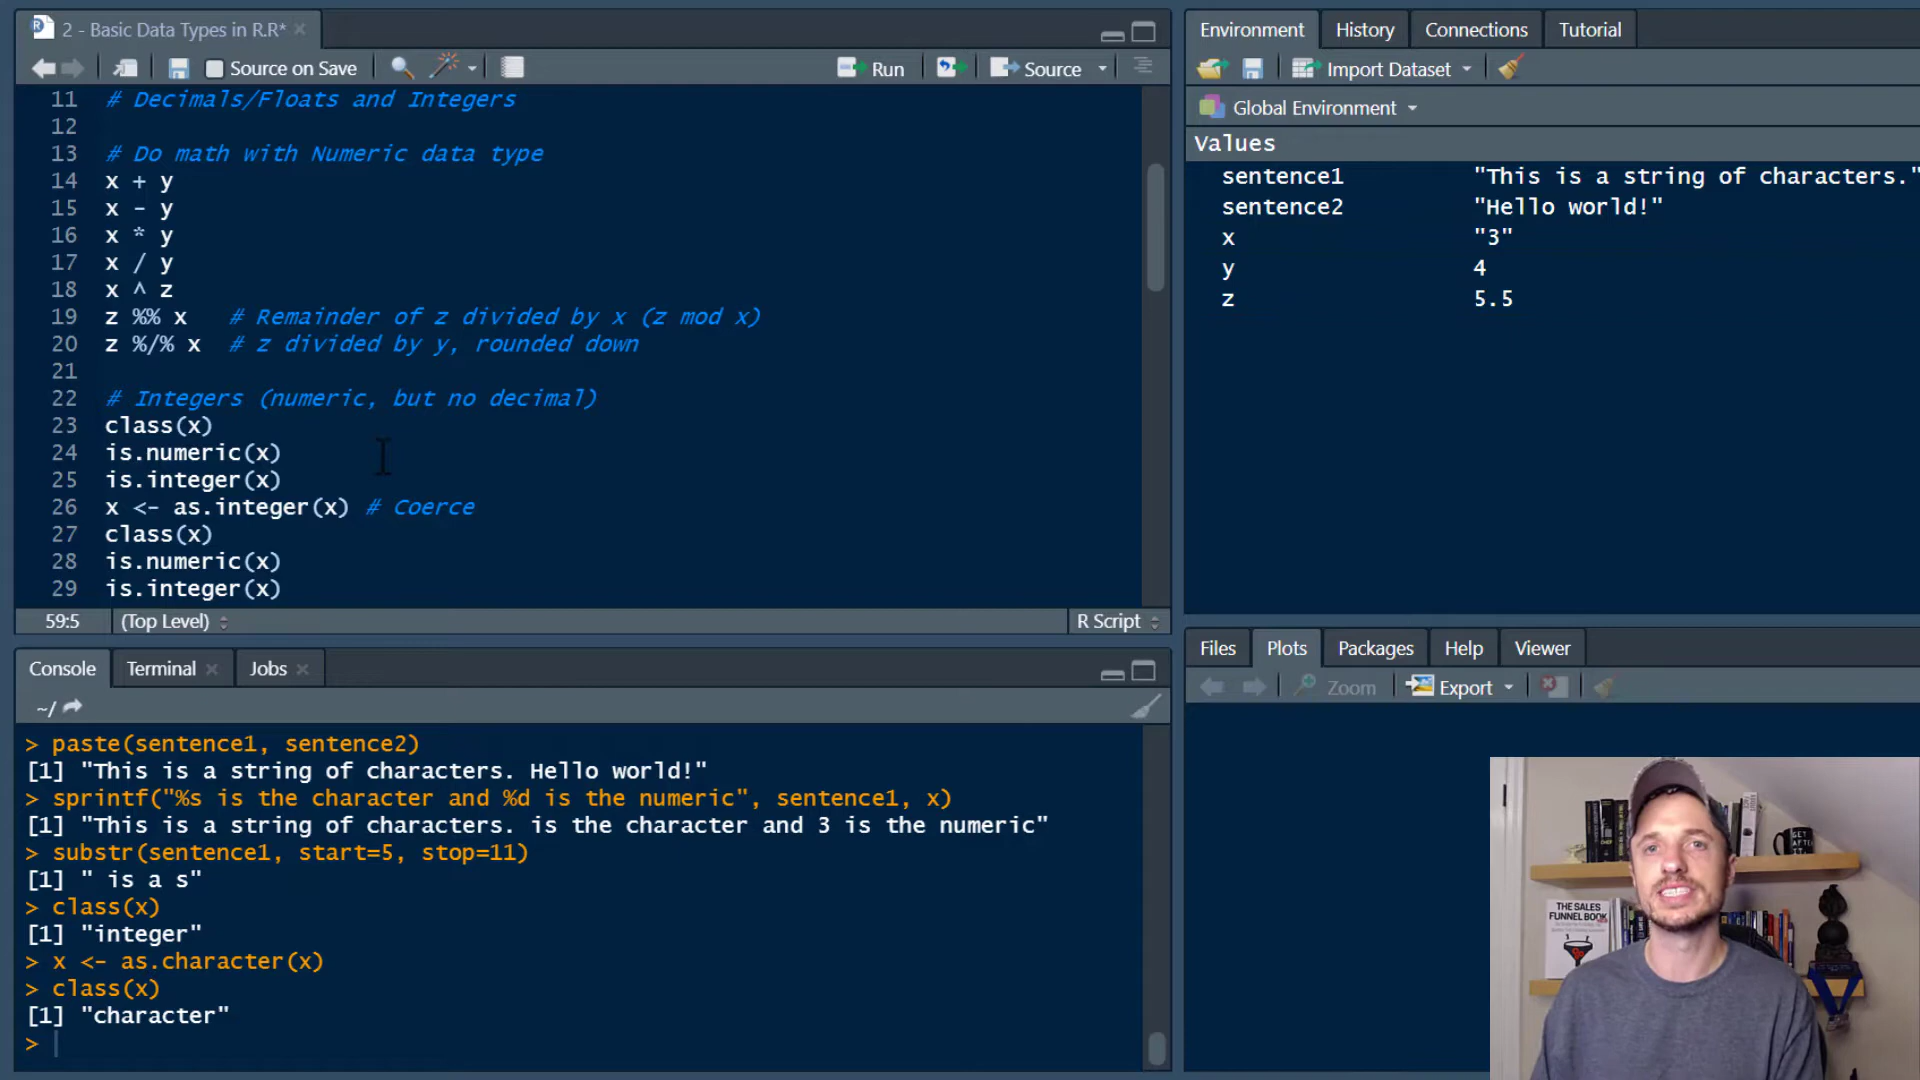 2 - Basic Data Types in R.R*
Source on Save
Run
Source
11 # Decimals/Floats and Integers
12
13 # Do math with Numeric data type
14 x + y
15 x - y
16 x * y
17 x / y
18 x ^ z
19 z %% x # Remainder of z divided by x (z mod x)
20 z %/% x # z divided by y, rounded down
21
22 # Integers (numeric, but no decimal)
23 class(x)
24 is.numeric(x)
25 is.integer(x)
26 x <- as.integer(x) # Coerce
27 class(x)
28 is.numeric(x)
29 is.integer(x)
59:5 (Top Level) R Script
Console Terminal Jobs
~/
> paste(sentence1, sentence2)
[1] "This is a string of characters. Hello world!"
> sprintf("%s is the character and %d is the numeric", sentence1, x)
[1] "This is a string of characters. is the character and 3 is the numeric"
> substr(sentence1, start=5, stop=11)
[1] " is a s"
> class(x)
[1] "integer"
> x <- as.character(x)
> class(x)
[1] "character"
>
Environment History Connections Tutorial
Import Dataset
Global Environment
Values
sentence1 "This is a string of characters."
sentence2 "Hello world!"
x "3"
y 4
z 5.5
Files Plots Packages Help Viewer
Zoom Export
GET
AFTER
IT.
THE SALES
FUNNEL BOOK